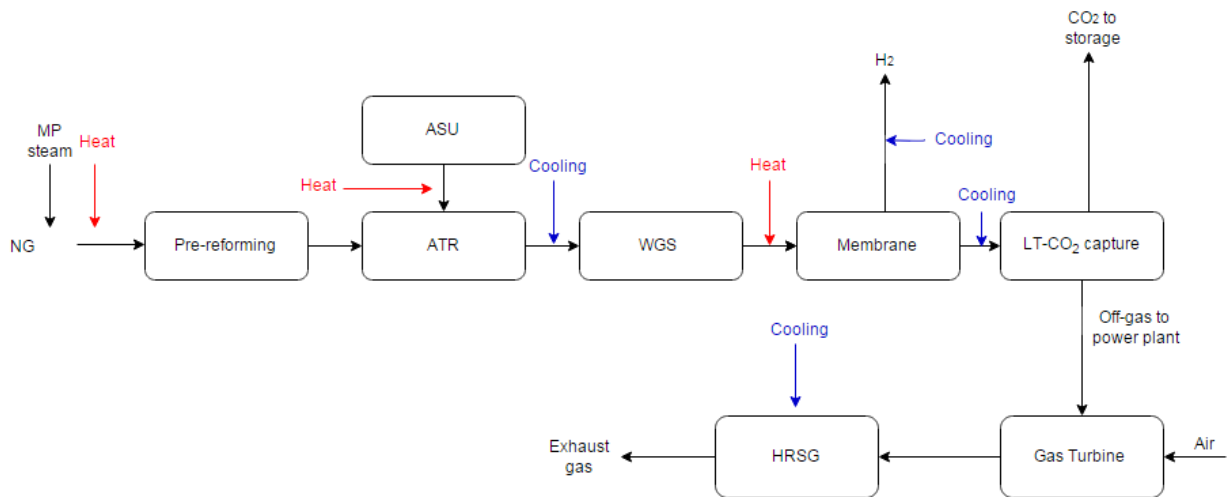 CO2 to
storage
H2
MP
steam
Heat
ASU
Cooling
Cooling
Heat
Heat
Cooling
NG
Pre-reforming
ATR
WGS
Membrane
LT-CO2 capture
Off-gas to
power plant
Cooling
Exhaust
gas
HRSG
Gas Turbine
Air